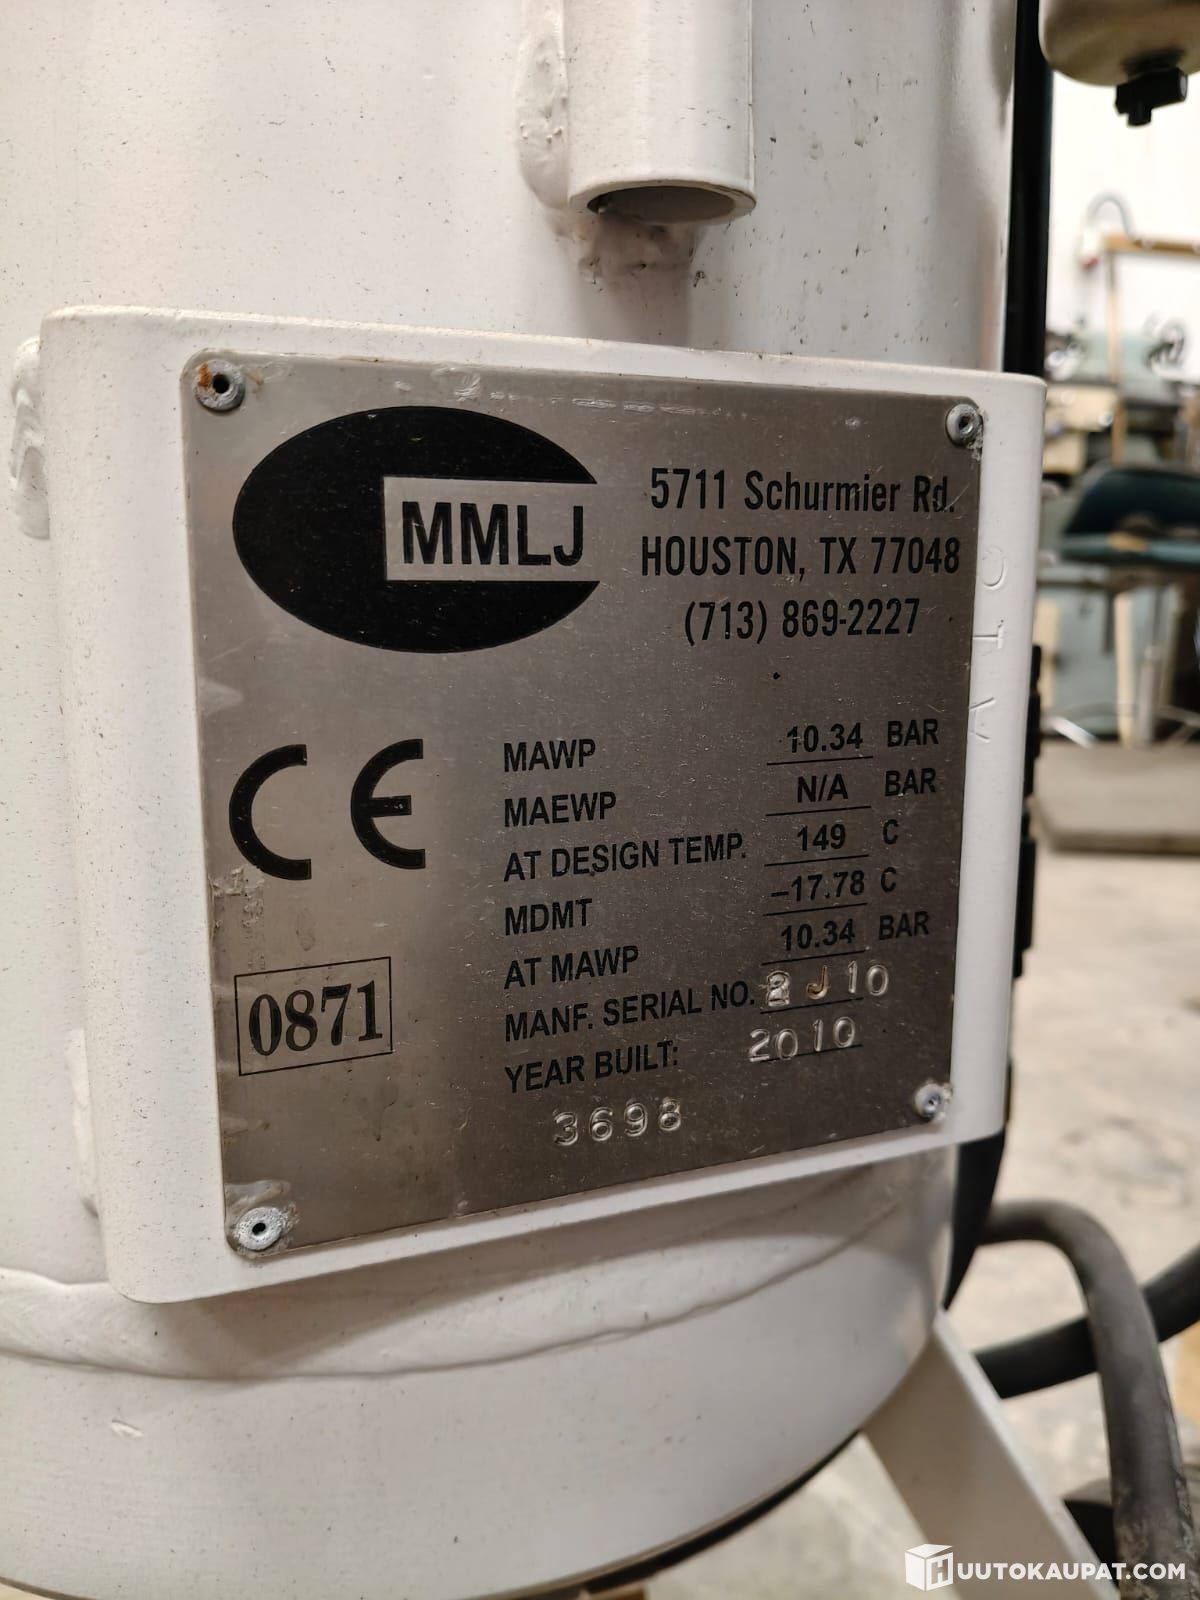 MMLJ
5711 Schurmier Rd.
HOUSTON, TX 77048
(713) 869-2227
CE
MAWP 10.34 BAR
MAEWP N/A BAR
AT DESIGN TEMP. 149 C
MDMT -17.78 C
AT MAWP 10.34 BAR
MANF. SERIAL NO. J10
YEAR BUILT: 2010
3698
0871
HUUTOKAUPAT.COM